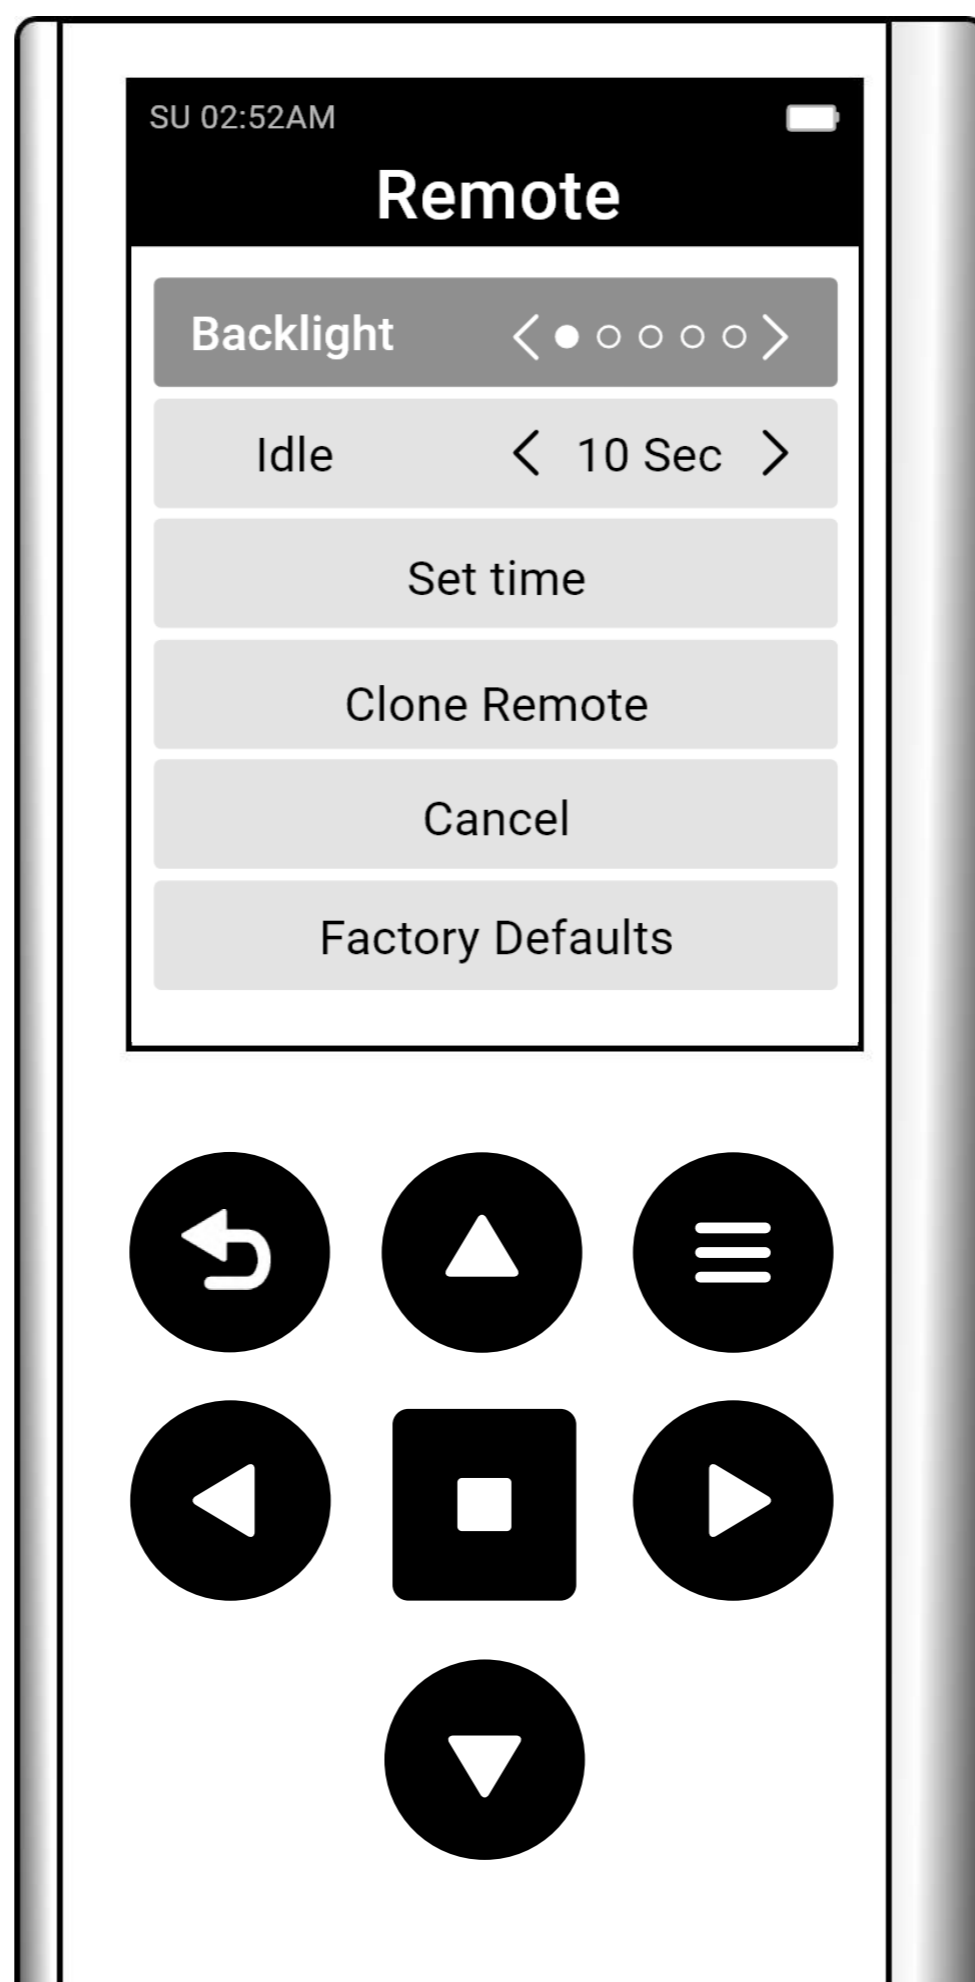 SU 02:52AM
Remote
Backlight
Idle 10 Sec
Set time
Clone Remote
Cancel
Factory Defaults